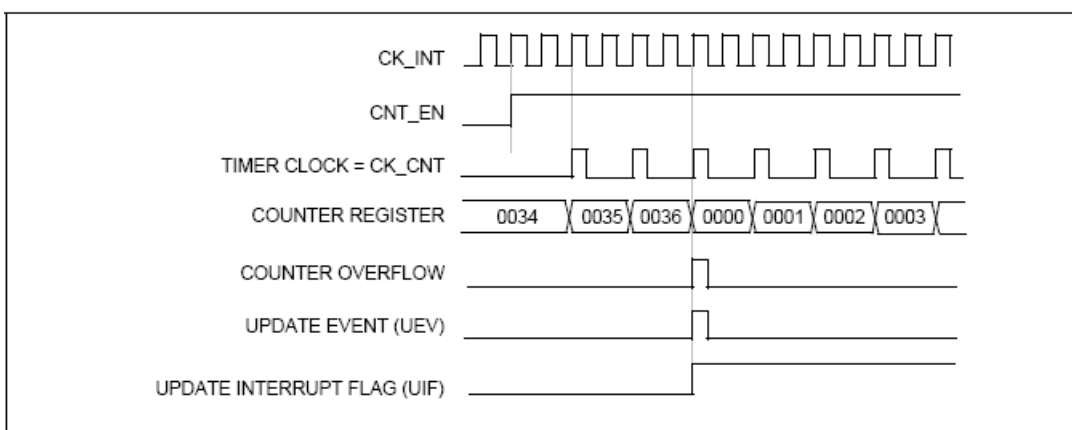 CK_INT
CNT_EN
TIMER CLOCK = CK_CNT
COUNTER REGISTER 0034 0035 0036 0000 0001 0002 0003
COUNTER OVERFLOW
UPDATE EVENT (UEV)
UPDATE INTERRUPT FLAG (UIF)